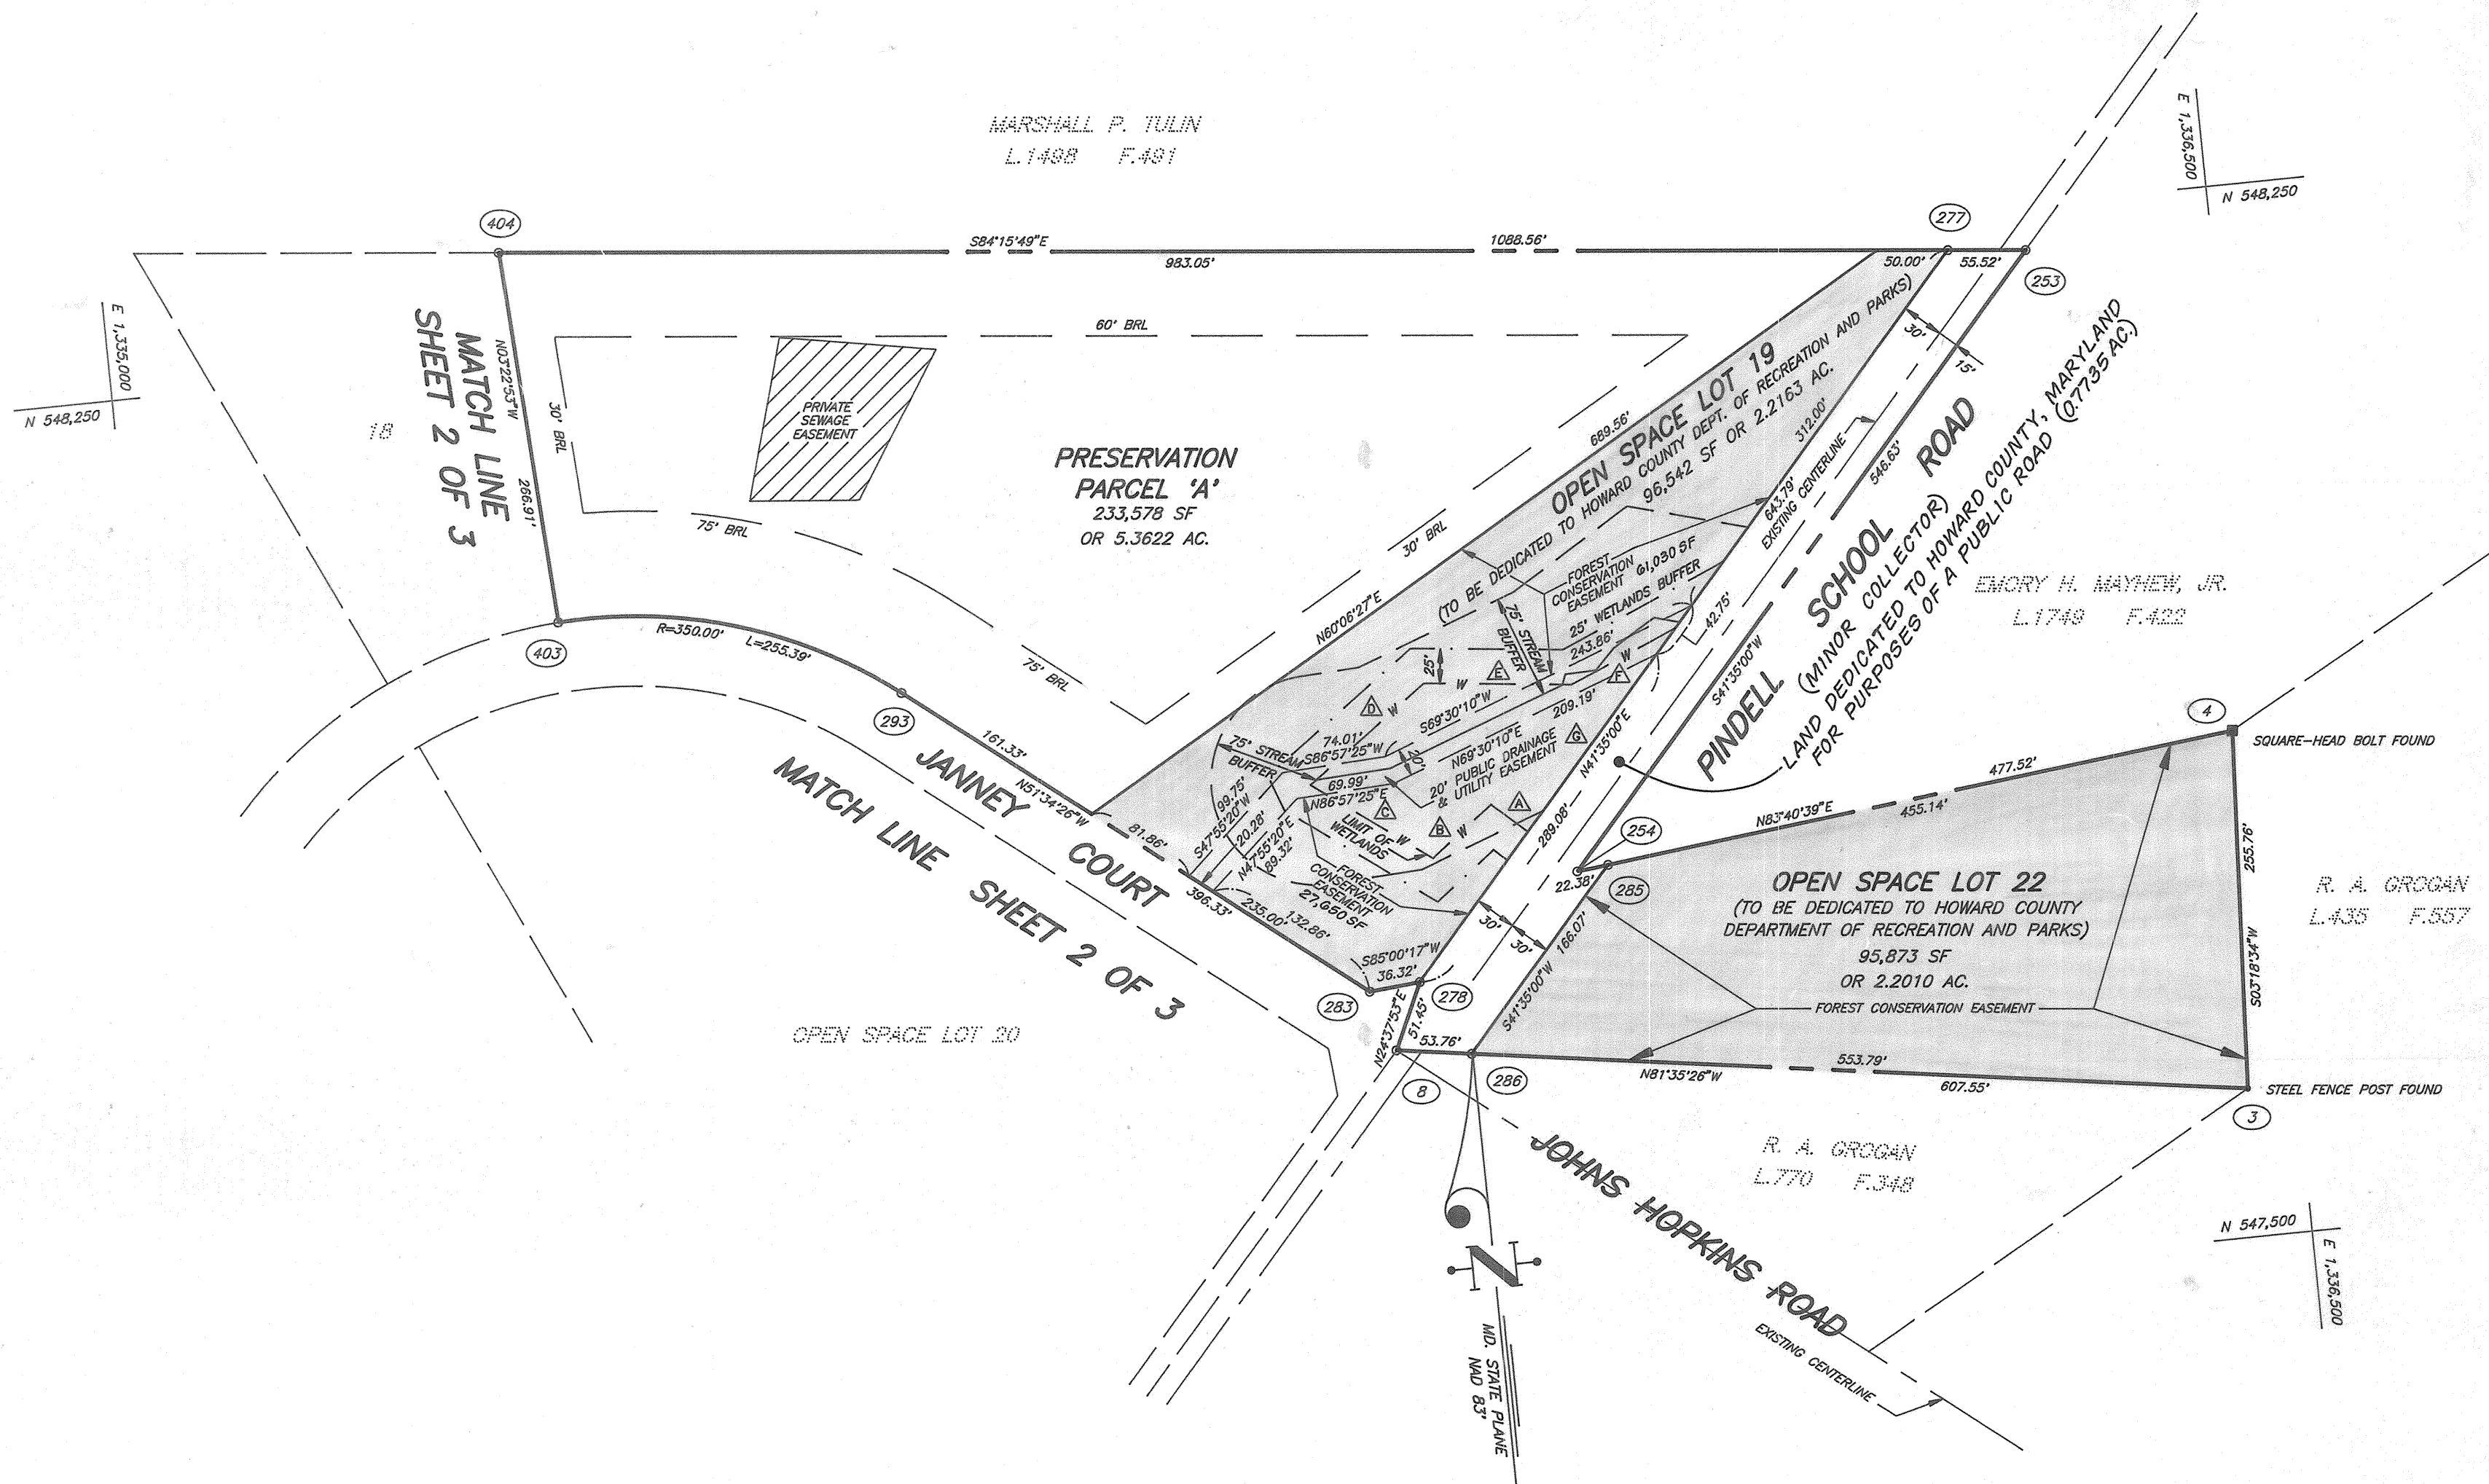 MARSHALL P. TULIN
L.1498 F.491
E 1,336,500
N 548,250
404
277
S84°15'49"E
1088.56'
983.05'
50.00'
55.52'
253
E 1,335,000
N 548,250
18
MATCH LINE
SHEET 2 OF 3
N03°22'53"W
266.91'
60' BRL
30' BRL
PRIVATE
SEWAGE
EASEMENT
75' BRL
PRESERVATION
PARCEL 'A'
233,578 SF
OR 5.3622 AC.
30' BRL
75' BRL
689.56'
N60°06'27"E
OPEN SPACE LOT 19
(TO BE DEDICATED TO HOWARD COUNTY DEPT. OF RECREATION AND PARKS)
96,542 SF OR 2.2163 AC.
30'
15'
312.00'
643.79'
EXISTING CENTERLINE
546.63'
S41°35'00"W
PINDELL SCHOOL ROAD
(MINOR COLLECTOR)
LAND DEDICATED TO HOWARD COUNTY, MARYLAND
FOR PURPOSES OF A PUBLIC ROAD (0.7735 AC.)
FOREST
CONSERVATION
EASEMENT 61,030 SF
25' WETLANDS BUFFER
75' STREAM
BUFFER
243.86'
42.75'
25'
W
W
W
D
E
F
S69°30'10"W
209.19'
N69°30'10"E
G
74.01'
S86°57'25"W
75' STREAM
BUFFER
20'
20' PUBLIC DRAINAGE
& UTILITY EASEMENT
69.99'
N86°57'25"E
99.75'
S47°55'20"W
20.28'
N47°55'20"E
89.32'
C
B
A
LIMIT OF
WETLANDS
W
W
FOREST
CONSERVATION
EASEMENT
27,650 SF
N41°35'00"E
289.08'
403
R=350.00'
L=255.39'
293
161.33'
N51°34'26"W
81.86'
396.33'
235.00'
132.86'
JANNEY COURT
MATCH LINE SHEET 2 OF 3
S85°00'17"W
36.32'
283
278
N24°37'53"E
51.45'
53.76'
8
286
30'
30'
S41°35'00"W
166.07'
22.38'
254
285
N83°40'39"E
455.14'
477.52'
4
SQUARE-HEAD BOLT FOUND
EMORY H. MAYHEW, JR.
L.1749 F.422
OPEN SPACE LOT 22
(TO BE DEDICATED TO HOWARD COUNTY
DEPARTMENT OF RECREATION AND PARKS)
95,873 SF
OR 2.2010 AC.
FOREST CONSERVATION EASEMENT
255.76'
S03°18'34"W
R. A. GROGAN
L.435 F.557
N81°35'26"W
553.79'
607.55'
STEEL FENCE POST FOUND
3
OPEN SPACE LOT 20
R. A. GROGAN
L.770 F.348
JOHNS HOPKINS ROAD
EXISTING CENTERLINE
N
MD. STATE PLANE
NAD 83'
N 547,500
E 1,336,500